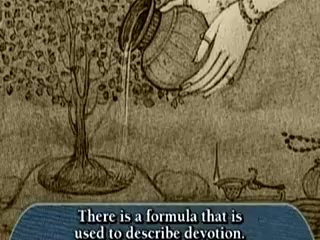 There is a formula that is
used to describe devotion.